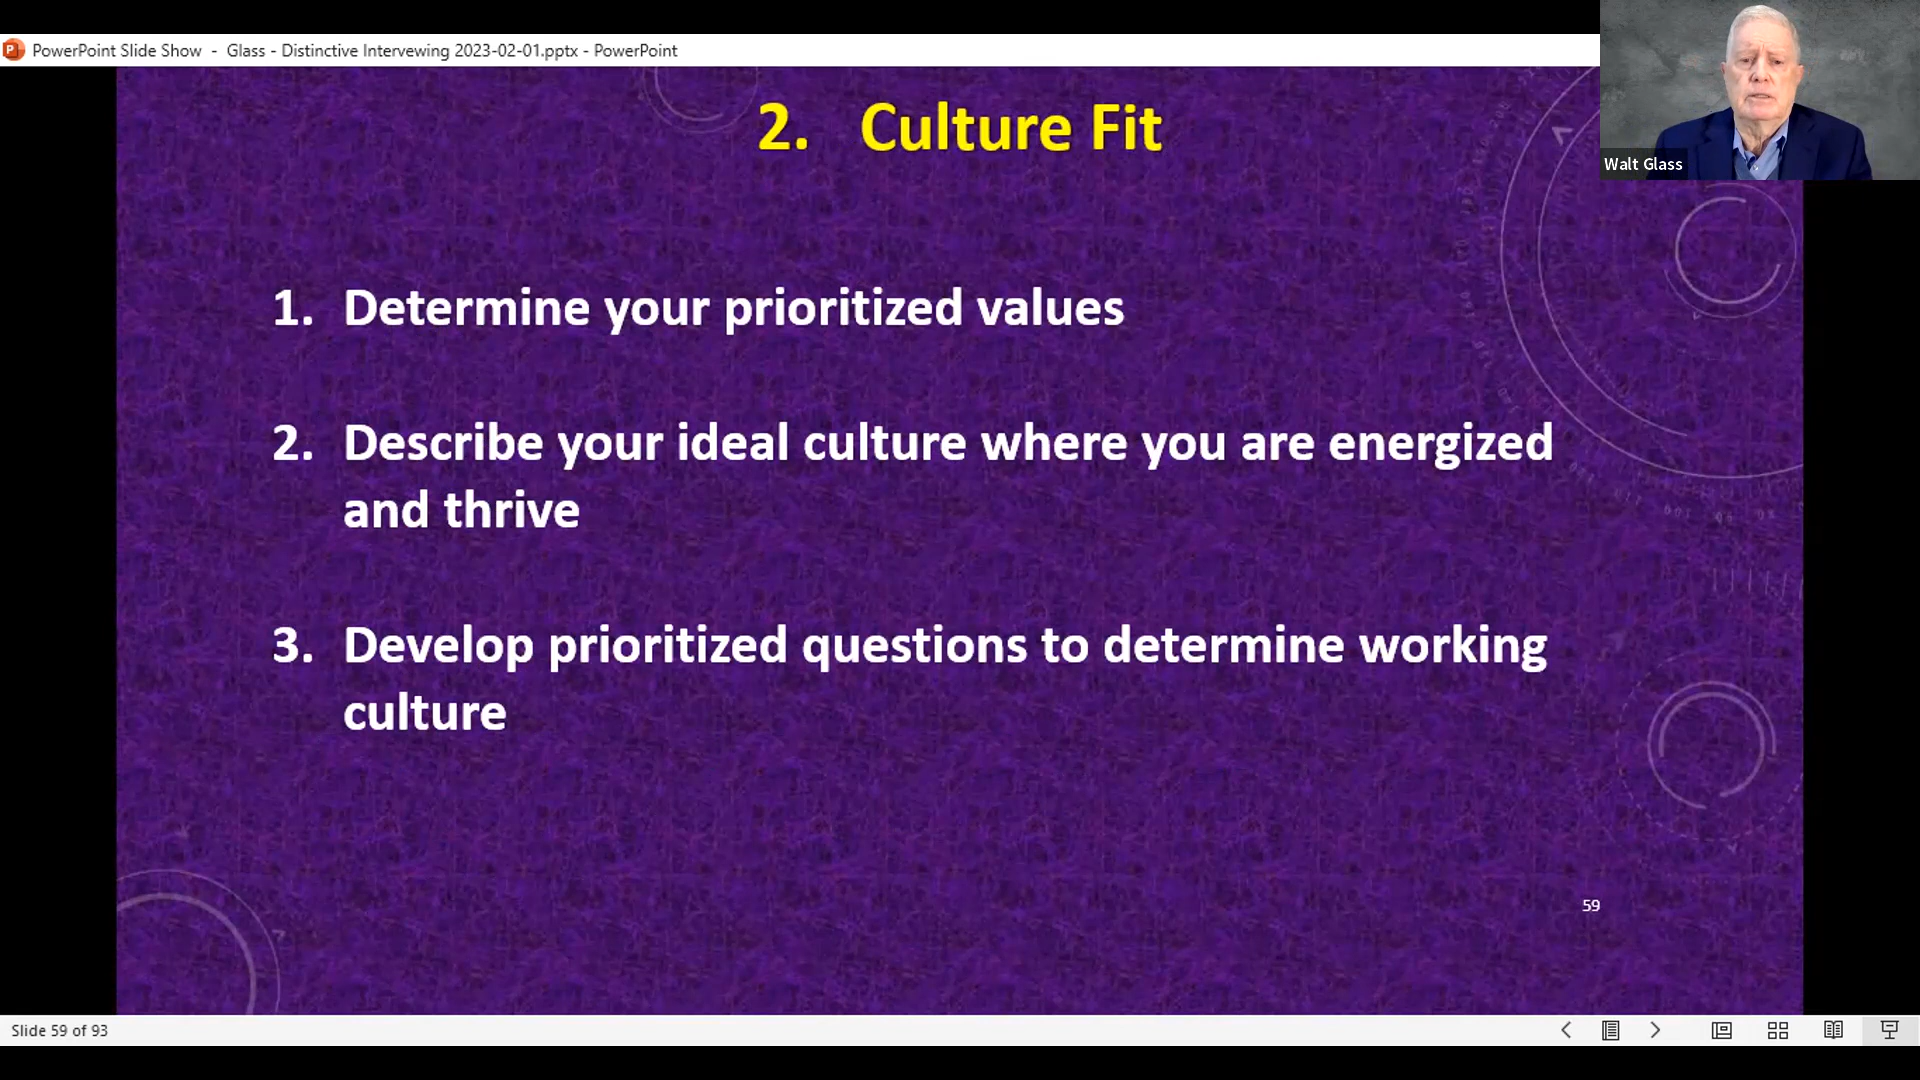 PowerPoint Slide Show - Glass - Distinctive Intervewing 2023-02-01.pptx - PowerPoint
Walt Glass
2. Culture Fit
1. Determine your prioritized values
2. Describe your ideal culture where you are energized
and thrive
3. Develop prioritized questions to determine working
culture
59
Slide 59 of 93